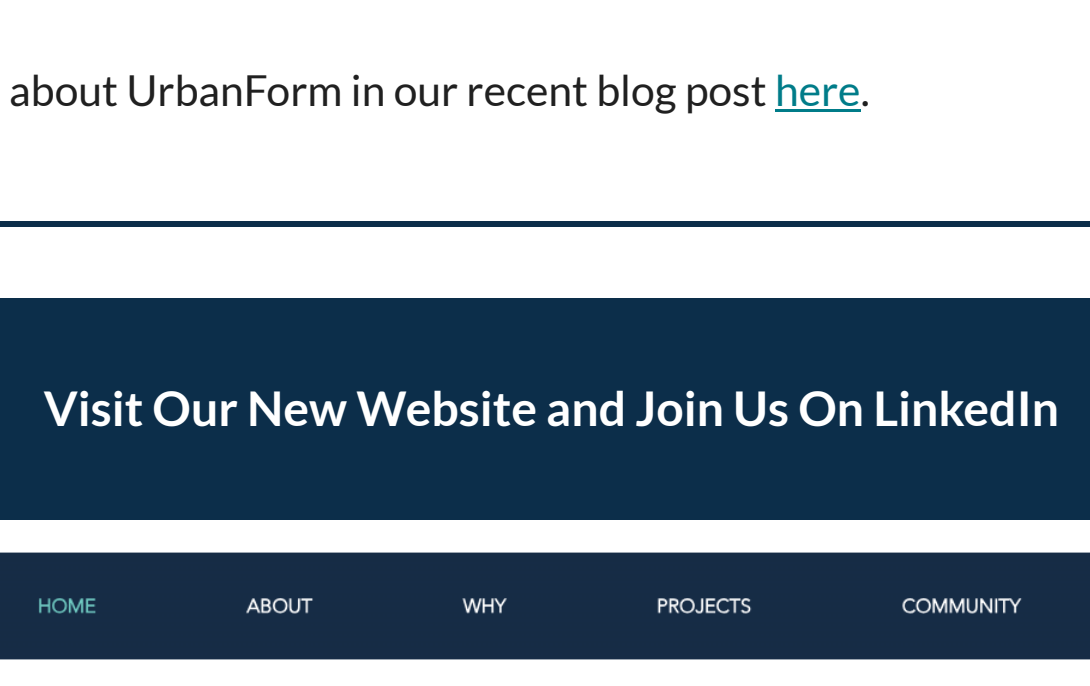 about UrbanForm in our recent blog post here.
Visit Our New Website and Join Us On LinkedIn
HOME ABOUT WHY PROJECTS COMMUNITY